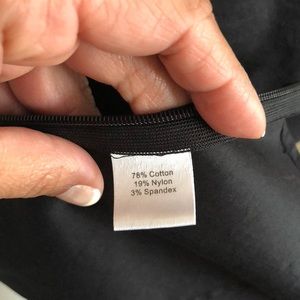 78% Cotton
19% Nylon
3% Spandex